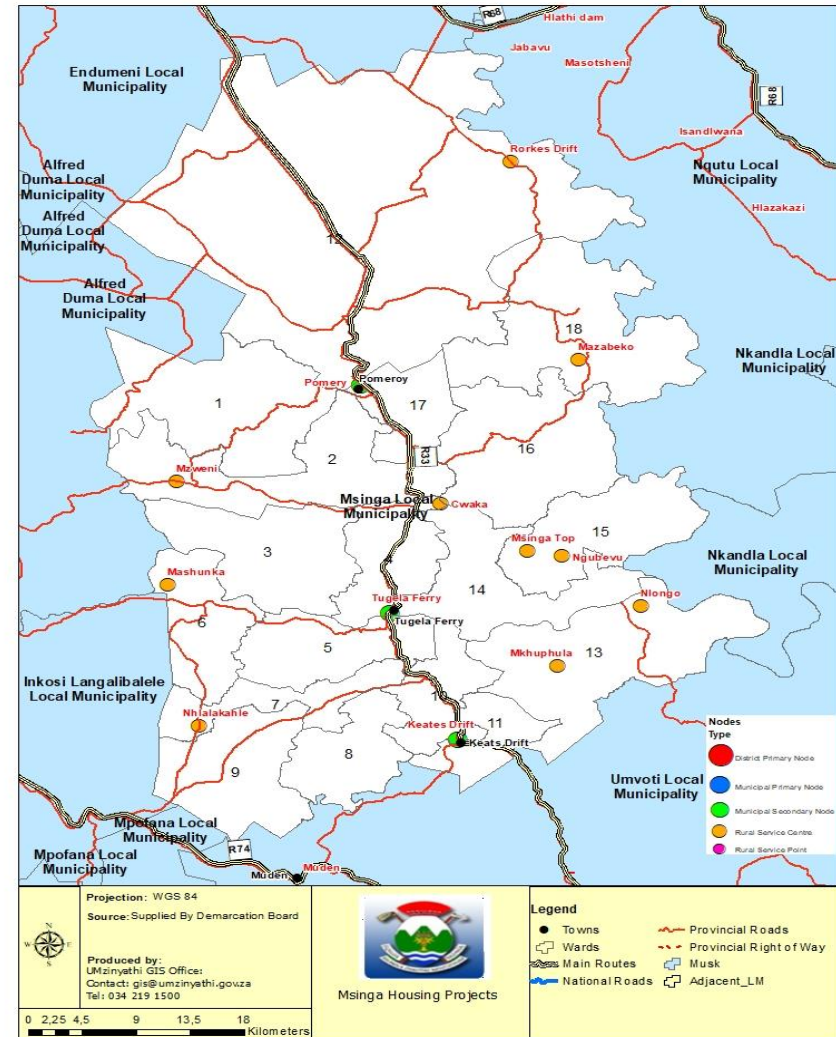 R68
Hlathi dam
Jabavu
Masotsheni
Endumeni Local
Municipality
R68
Isandlwana
Rorkes Drift
Alfred
Duma Local
Municipality
Nqutu Local
Municipality
Alfred
Duma Local
Municipality
Hlazakazi
12
Alfred
Duma Local
Municipality
18
Mazabeko
Nkandla Local
Municipality
Pomery
Pomeroy
1
17
2
16
R33
Mzweni
Msinga Local
Municipality
Cwaka
15
Msinga Top
Ngubevu
3
4
14
Nkandla Local
Municipality
Mashunka
Tugela Ferry
Tugela Ferry
Nlongo
6
5
Mkhuphula
13
Inkosi Langalibalele
Local Municipality
7
10
Nhlalakahle
Keates Drift
11
Keats Drift
8
9
Umvoti Local
Municipality
Nodes
Type
District Primary Node
Municipal Primary Node
Municipal Secondary Node
Rural Service Centre
Rural Service Point
Mpofana Local
Municipality
Mpofana Local
Municipality
R74
Muden
Muden
Projection: WGS 84
Source: Supplied By Demarcation Board
N
W E
S
Produced by:
UMzinyathi GIS Office:
Contact: gis@umzinyathi.gov.za
Tel: 034 219 1500
0 2,25 4,5 9 13,5 18
Kilometers
Msinga Housing Projects
Legend
Towns
Wards
Main Routes
National Roads
Provincial Roads
Provincial Right of Way
Musk
Adjacent_LM